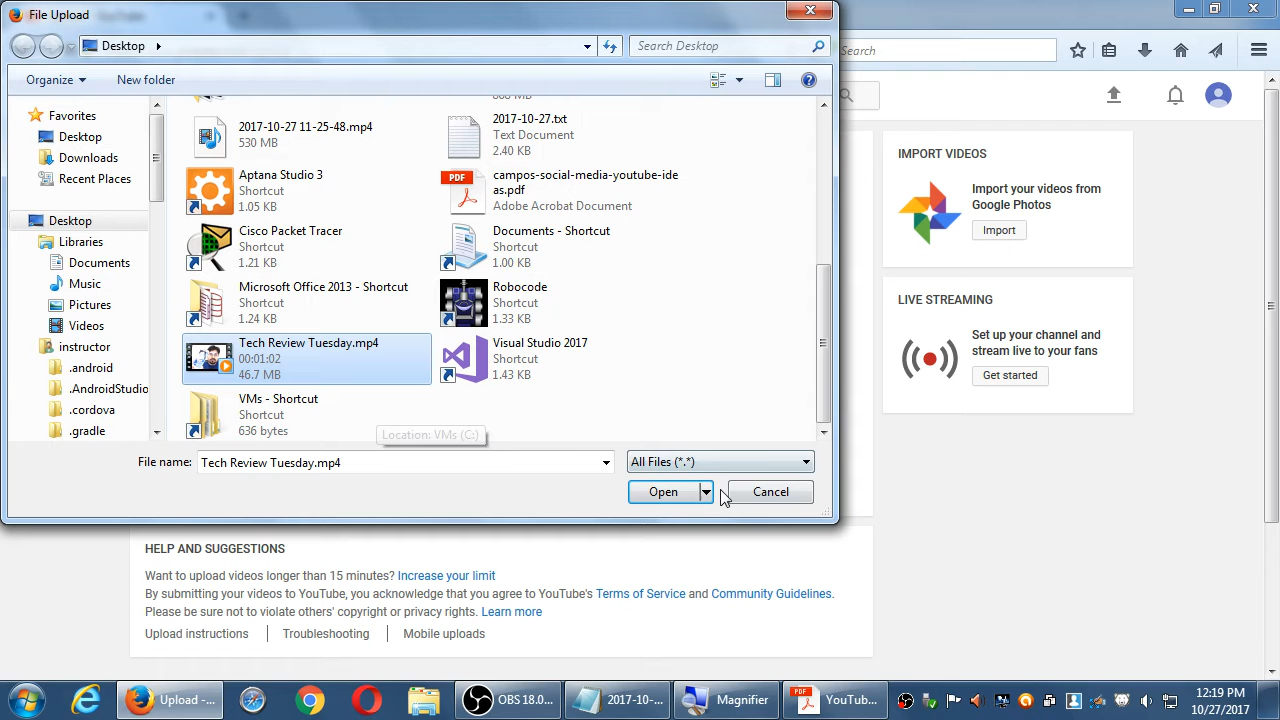 File Upload
Desktop
Search Desktop
Search
Organize
New folder
Favorites
Desktop
Downloads
Recent Places
Desktop
Libraries
Documents
Music
Pictures
Videos
instructor
.android
.AndroidStudio
.cordova
.gradle
2017-10-27 11-25-48.mp4
530 MB
2017-10-27.txt
Text Document
2.40 KB
Aptana Studio 3
Shortcut
1.05 KB
PDF
campos-social-media-youtube-ide
as.pdf
Adobe Acrobat Document
Cisco Packet Tracer
Shortcut
1.21 KB
Documents - Shortcut
Shortcut
1.00 KB
Microsoft Office 2013 - Shortcut
Shortcut
1.24 KB
Robocode
Shortcut
1.33 KB
Tech Review Tuesday.mp4
00:01:02
46.7 MB
Visual Studio 2017
Shortcut
1.43 KB
VMs - Shortcut
Shortcut
636 bytes
Location: VMs (C:)
File name:
Tech Review Tuesday.mp4
All Files (*.*)
Open
Cancel
IMPORT VIDEOS
Import your videos from
Google Photos
Import
LIVE STREAMING
Set up your channel and
stream live to your fans
Get started
HELP AND SUGGESTIONS
Want to upload videos longer than 15 minutes? Increase your limit
By submitting your videos to YouTube, you acknowledge that you agree to YouTube's Terms of Service and Community Guidelines.
Please be sure not to violate others' copyright or privacy rights. Learn more
Upload instructions
Troubleshooting
Mobile uploads
Upload - ...
OBS 18.0....
2017-10-...
Magnifier
PDF
YouTub...
12:19 PM
10/27/2017